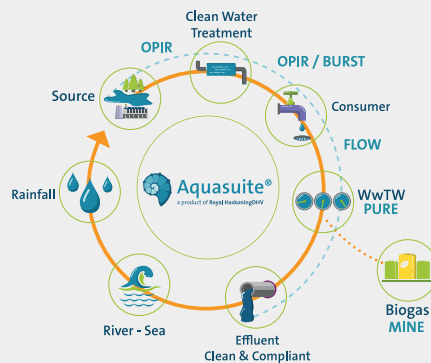 Clean Water
Treatment
OPIR
OPIR / BURST
Source
Consumer
FLOW
Aquasuite®
a product of Royal HaskoningDHV
Rainfall
WwTW
PURE
Biogas
MINE
River - Sea
Effluent
Clean & Compliant